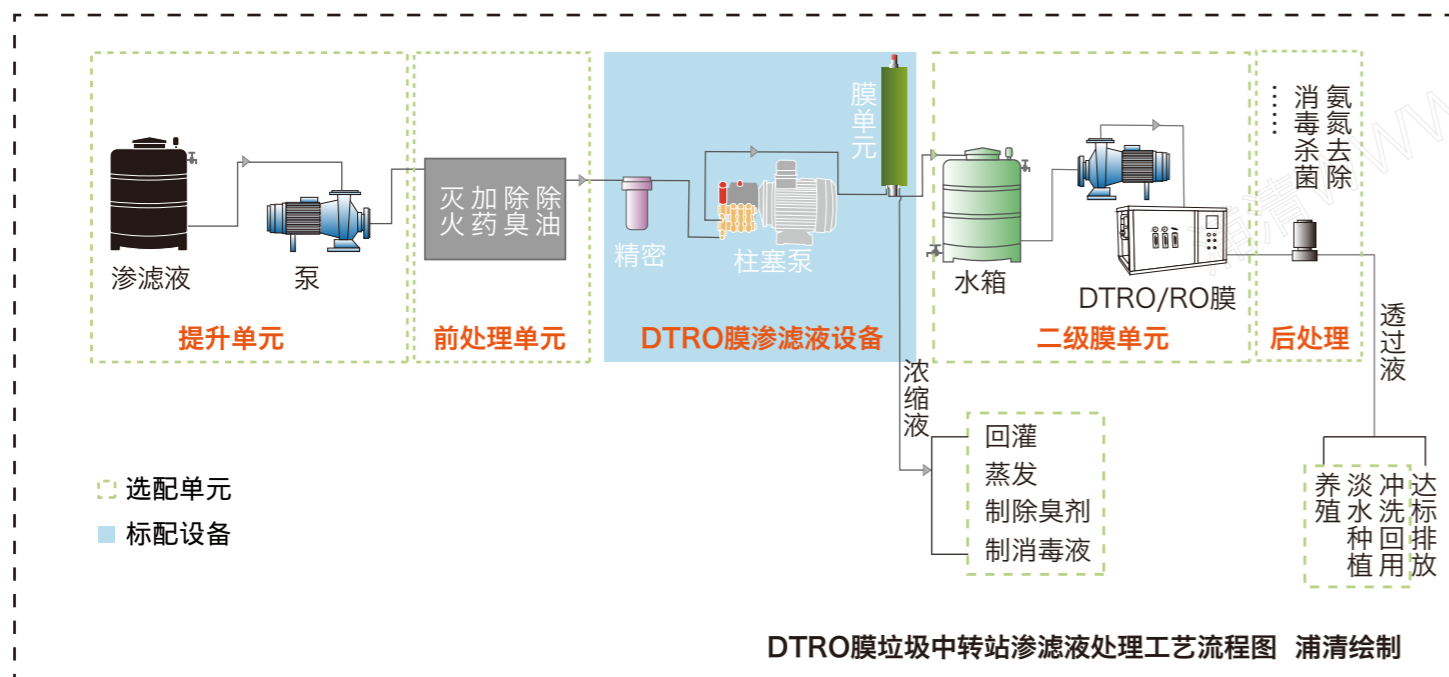 渗滤液
泵
提升单元
灭火
加药
除臭
除油
前处理单元
精密
柱塞泵
膜单元
DTRO膜渗滤液设备
水箱
DTRO/RO膜
二级膜单元
氨氮去除
消毒杀菌
……
后处理
透过液
浓缩液
回灌
蒸发
制除臭剂
制消毒液
养殖
淡水种植
冲洗回用
达标排放
选配单元
标配设备
浦清WWW
DTRO膜垃圾中转站渗滤液处理工艺流程图 浦清绘制